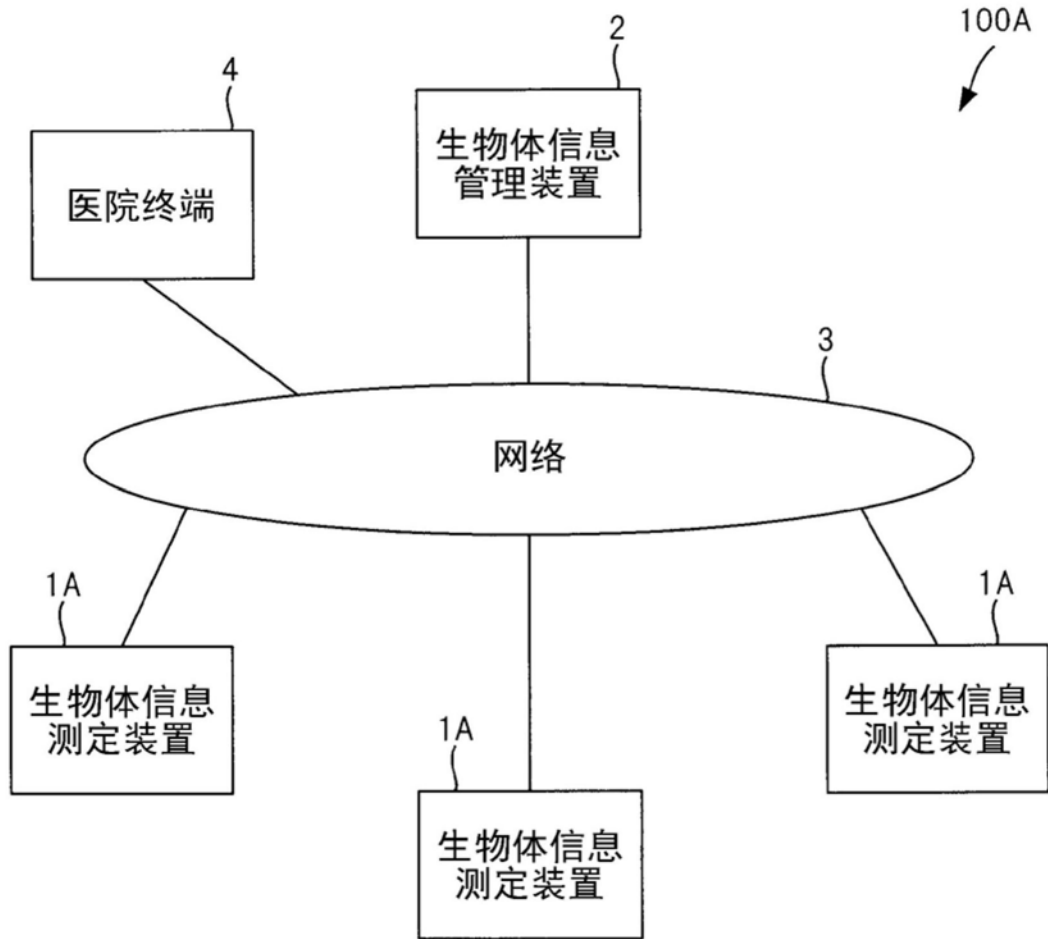 100A
2
4
生物体信息
管理装置
医院终端
3
网络
1A
生物体信息
测定装置
1A
生物体信息
测定装置
1A
生物体信息
测定装置